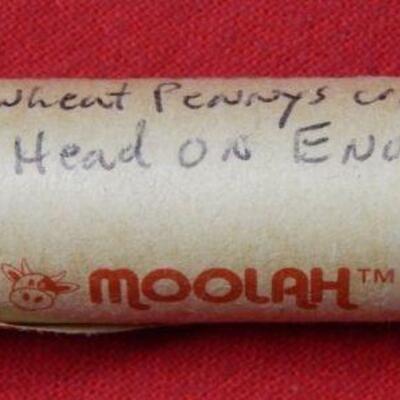 Wheat Pennys
Head ON End
MOOLAH™